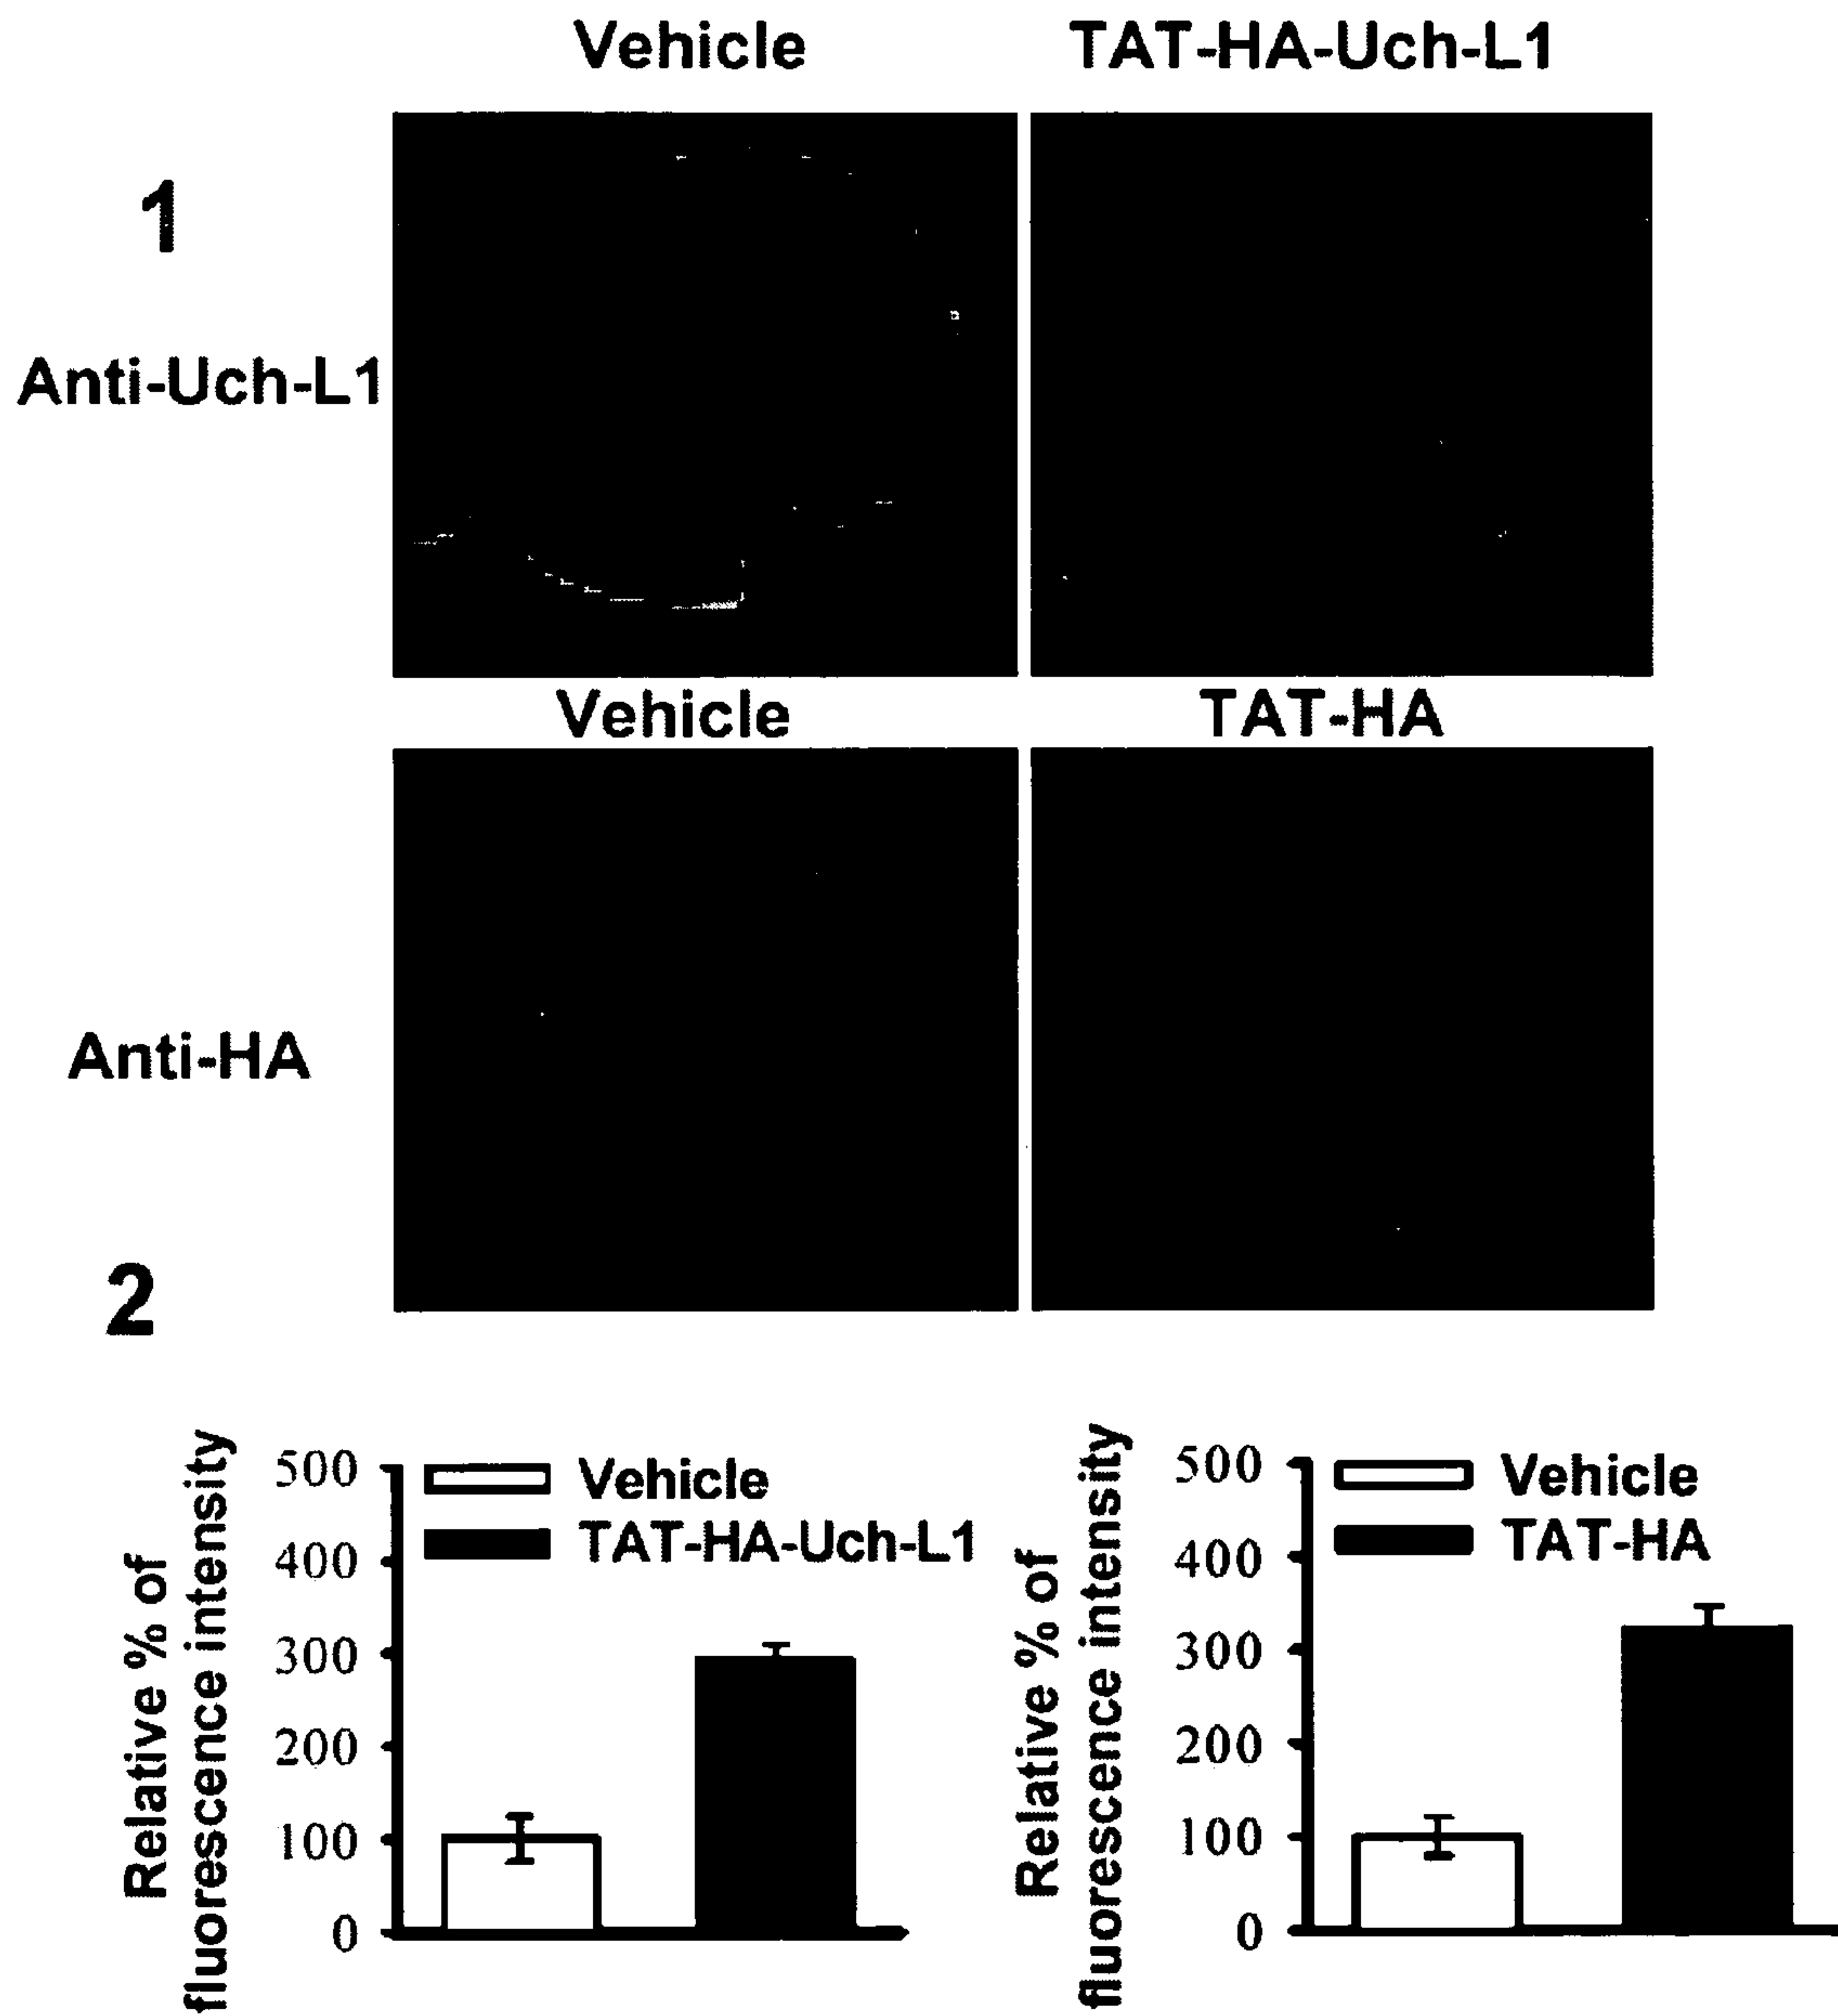 Vehicle TAT-HA-Uch-L1
1
Anti-Uch-L1
Vehicle TAT-HA
Anti-HA
2
Relative % of
fluorescence intensity
500
400
300
200
100
0
Vehicle
TAT-HA-Uch-L1
Relative % of
fluorescence intensity
500
400
300
200
100
0
Vehicle
TAT-HA